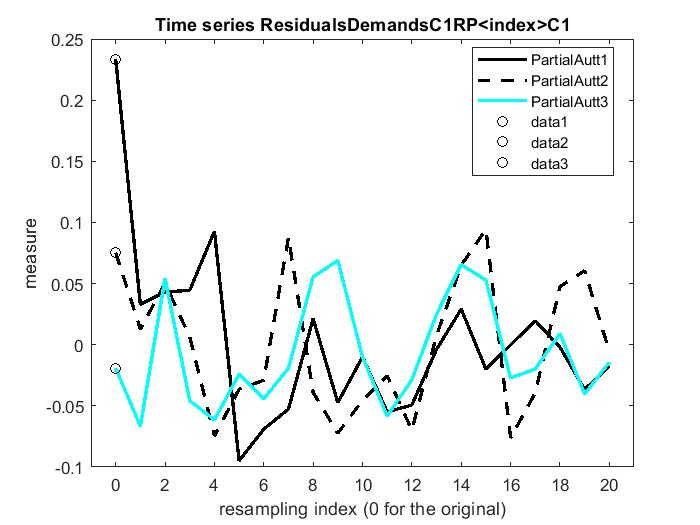 Time series ResidualsDemandsC1RP<index>C1
0.25
0.2
0.15
0.1
0.05
0
-0.05
-0.1
measure
PartialAutt1
PartialAutt2
PartialAutt3
data1
data2
data3
0 2 4 6 8 10 12 14 16 18 20
resampling index (0 for the original)